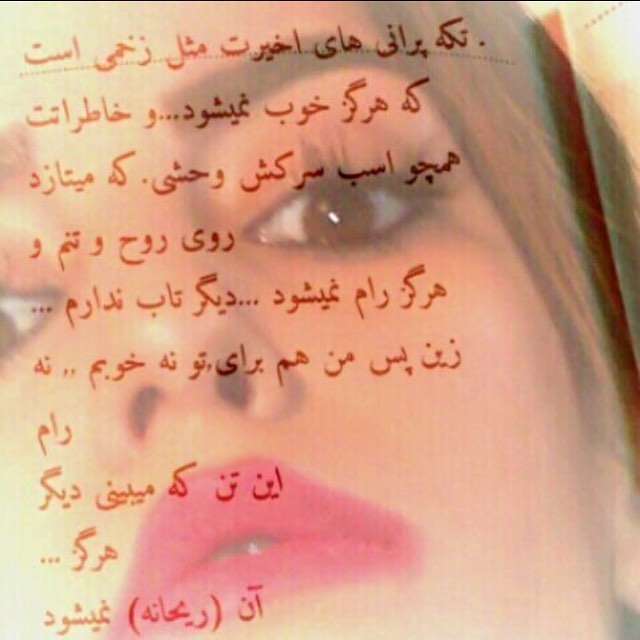 . تکه پرانی های اخیرت مثل زخمی است
که هرگز خوب نمیشود...و خاطراتت
همچو اسب سرکش وحشی. که میتازد
روی روح و تنم و
هرگز رام نمیشود ...دیگر تاب ندارم ...
زین پس من هم برای,تو نه خوبم ,, نه
رام
این تن که میبینی دیگر
هرگز ...
آن (ریحانه) نمیشود